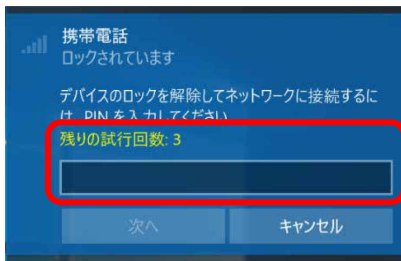 携帯電話
ロックされています
デバイスのロックを解除してネットワークに接続するに
は、PIN を入力してください
残りの試行回数: 3
次へ
キャンセル